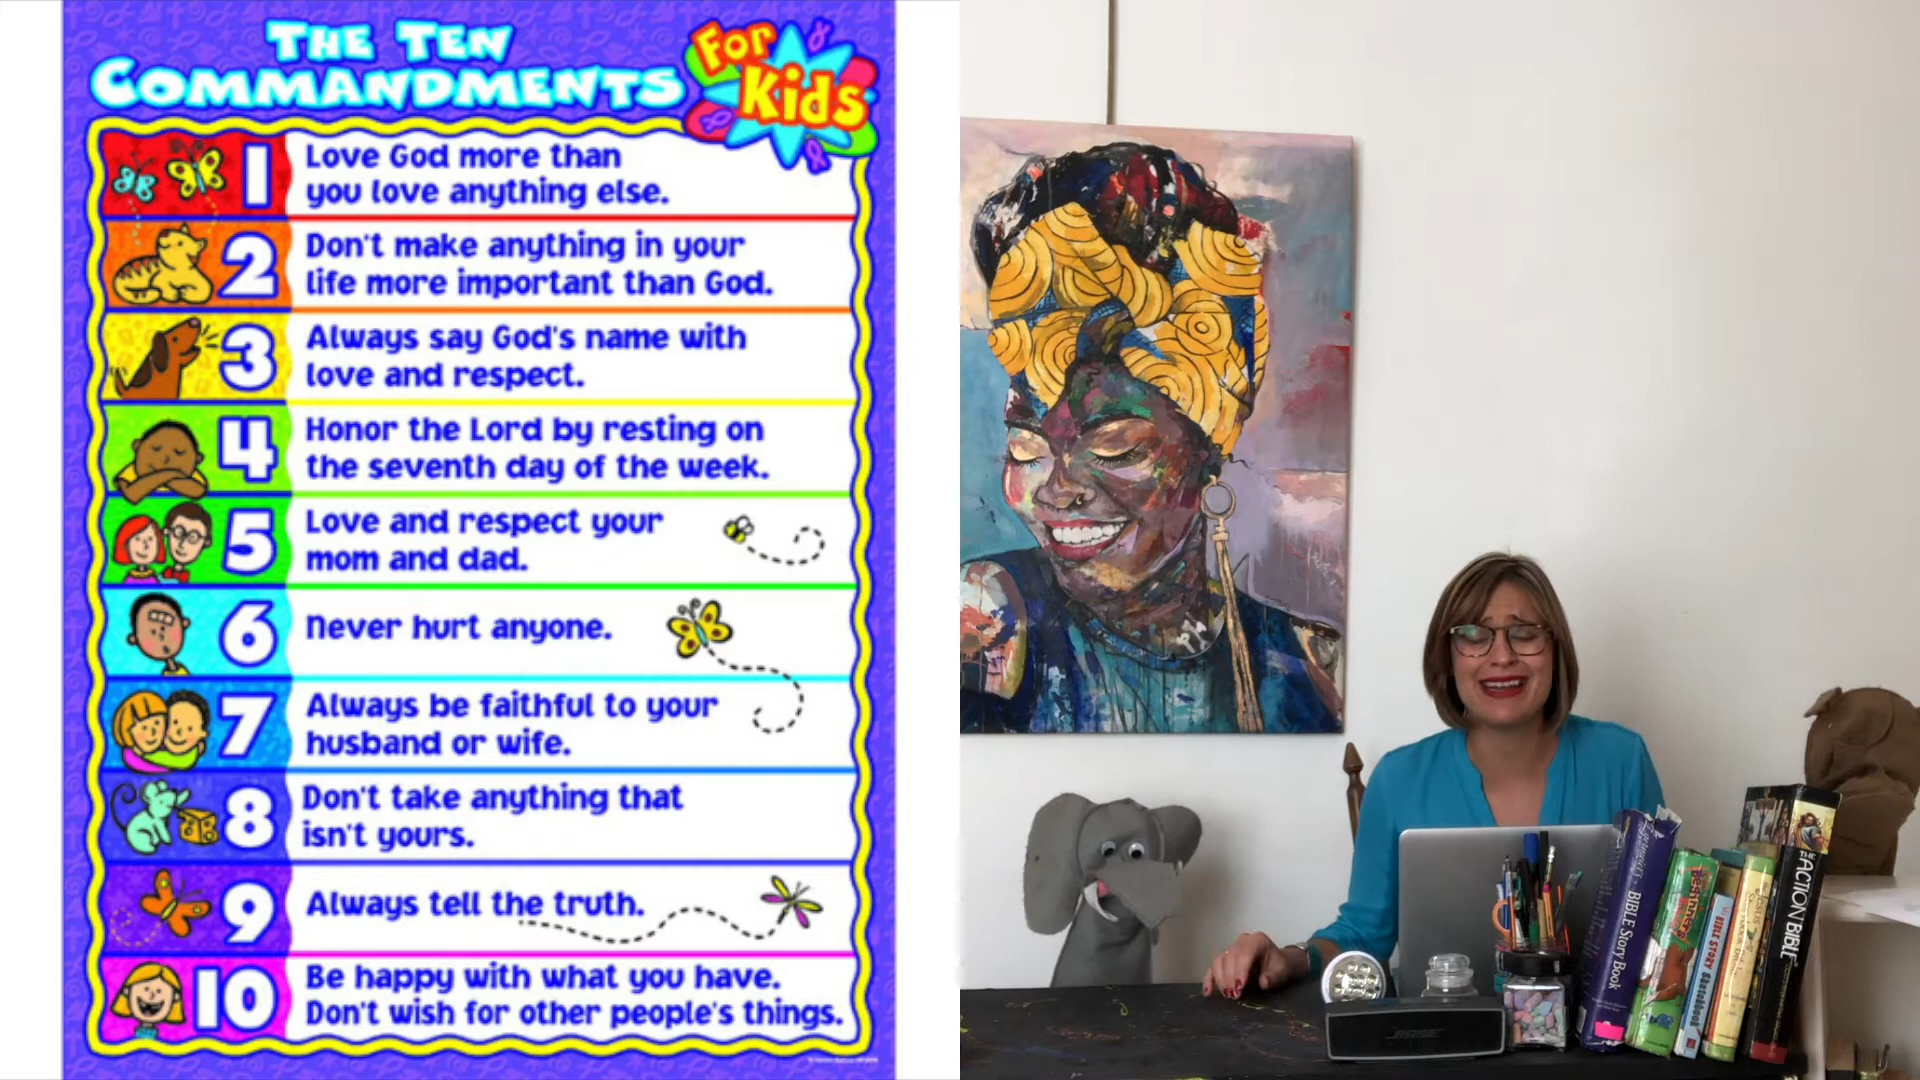 THE TEN
COMMANDMENTS
For
Kids
1
Love God more than
you love anything else.
2
Don't make anything in your
life more important than God.
3
Always say God's name with
love and respect.
4
Honor the Lord by resting on
the seventh day of the week.
5
Love and respect your
mom and dad.
6
Never hurt anyone.
7
Always be faithful to your
husband or wife.
8
Don't take anything that
isn't yours.
9
Always tell the truth.
10
Be happy with what you have.
Don't wish for other people's things.
BOSE
BIBLE Story Book
BIBLE STORY
THE ACTION BIBLE